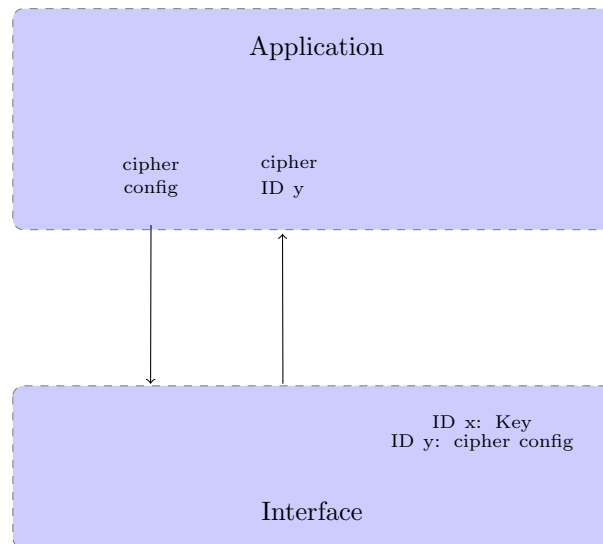 Application
cipher
config
cipher
ID y
ID x: Key
ID y: cipher config
Interface